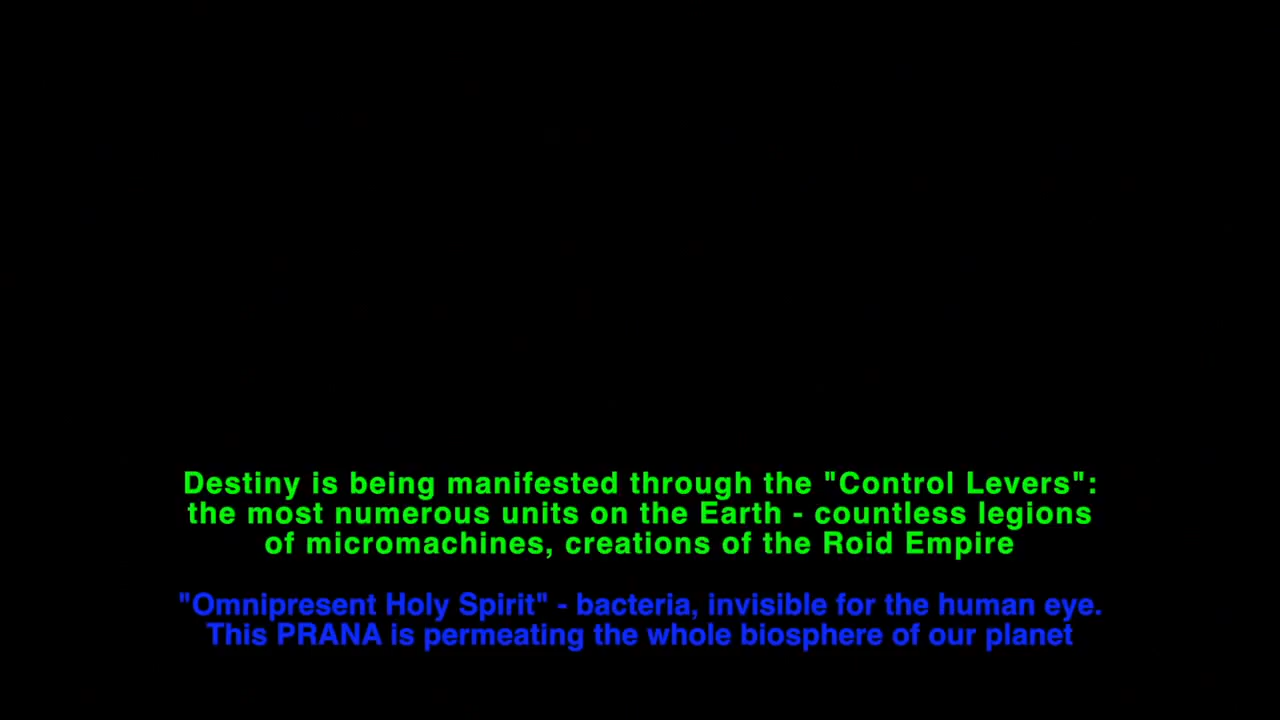 Destiny is being manifested through the "Control Levers":
the most numerous units on the Earth - countless legions
of micromachines, creations of the Roid Empire
"Omnipresent Holy Spirit" - bacteria, invisible for the human eye.
This PRANA is permeating the whole biosphere of our planet